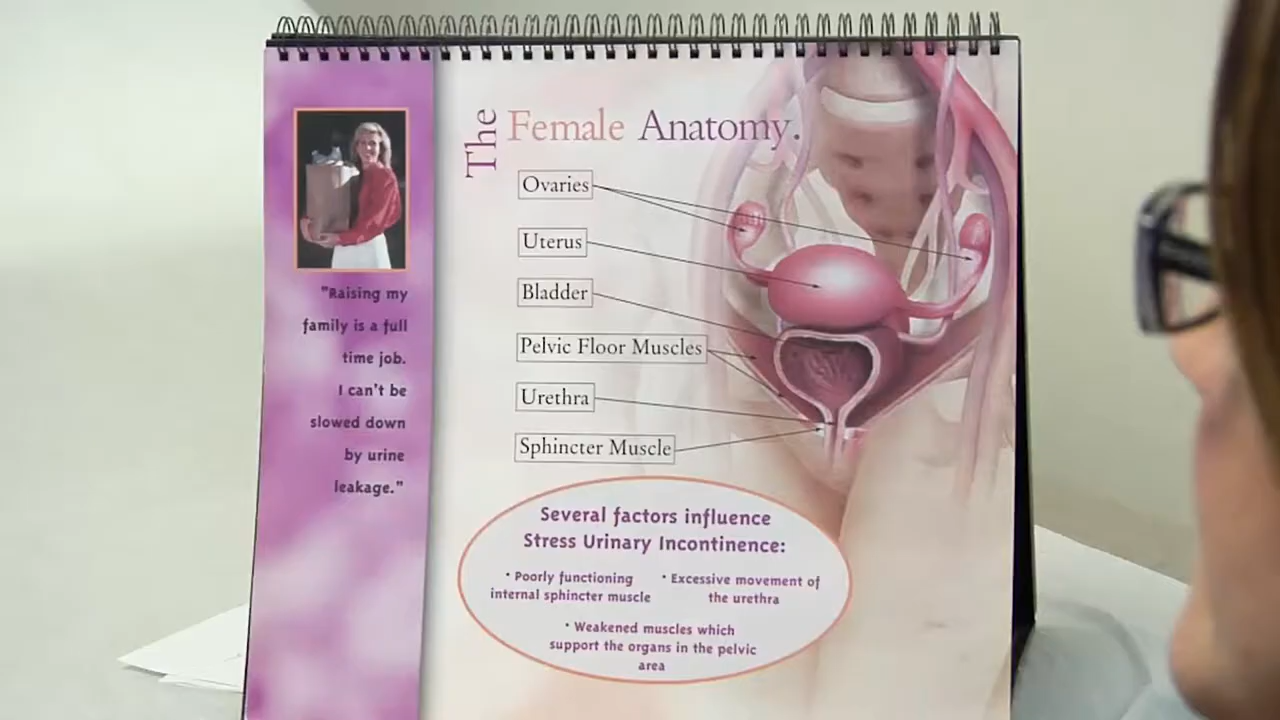 The Female Anatomy.
Ovaries
Uterus
Bladder
Pelvic Floor Muscles
Urethra
Sphincter Muscle
"Raising my
family is a full
time job.
I can't be
slowed down
by urine
leakage."
Several factors influence
Stress Urinary Incontinence:
• Poorly functioning
internal sphincter muscle
• Excessive movement of
the urethra
• Weakened muscles which
support the organs in the pelvic
area